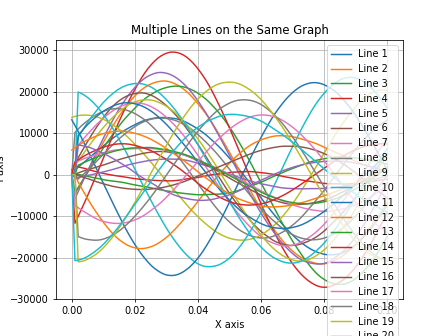 Multiple Lines on the Same Graph
30000
20000
10000
0
−10000
−20000
−30000
0.00
0.02
0.04
0.06
0.08
X axis
axis
Line 1
Line 2
Line 3
Line 4
Line 5
Line 6
Line 7
Line 8
Line 9
Line 10
Line 11
Line 12
Line 13
Line 14
Line 15
Line 16
Line 17
Line 18
Line 19
Line 20